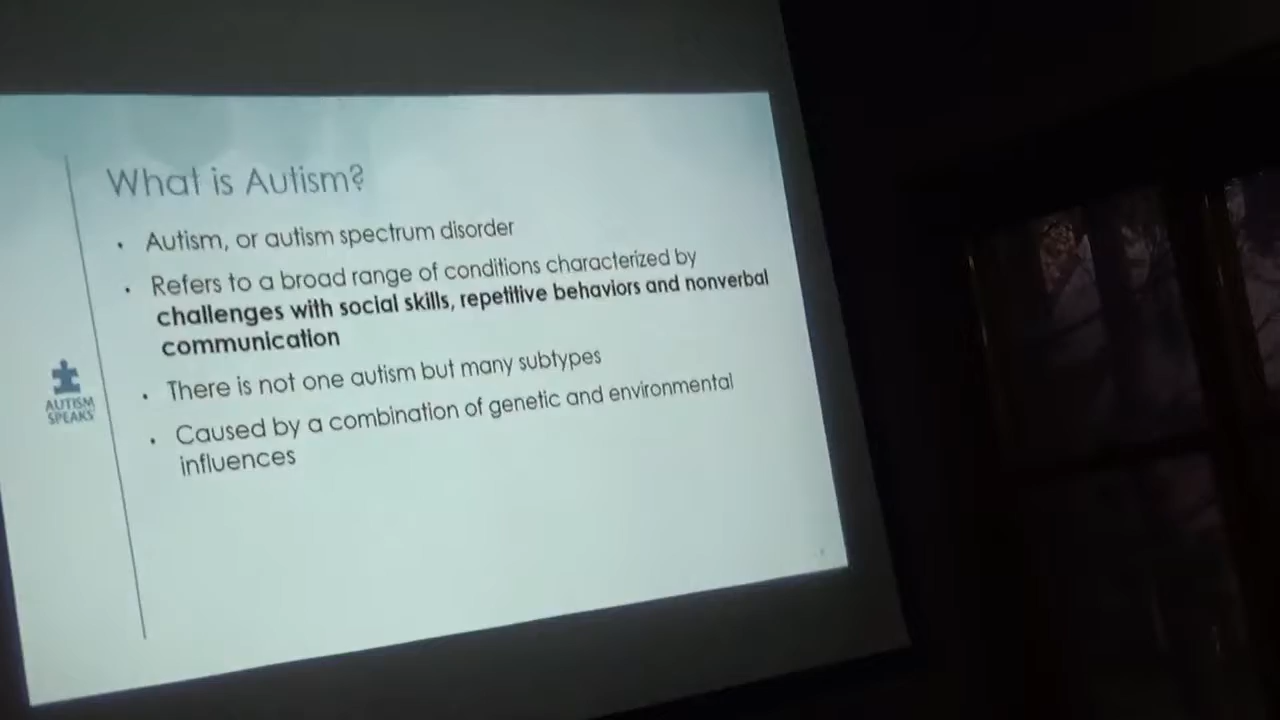 What is Autism?
• Autism, or autism spectrum disorder
• Refers to a broad range of conditions characterized by
challenges with social skills, repetitive behaviors and nonverbal
communication
• There is not one autism but many subtypes
• Caused by a combination of genetic and environmental
influences
AUTISM
SPEAKS